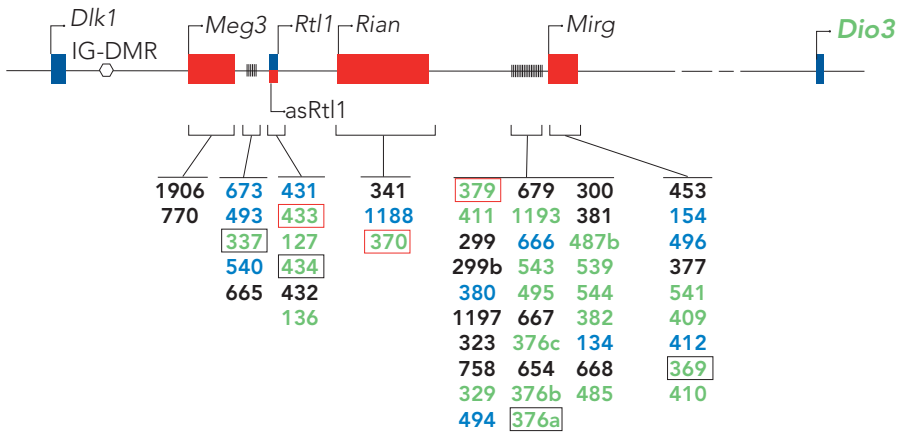 Dlk1
Meg3
Rtl1
Rian
Mirg
Dio3
IG-DMR
asRtl1
1906
770
673
493
337
540
665
431
433
127
434
432
136
341
1188
370
379 679 300
411 1193 381
299 666 487b
299b 543 539
380 495 544
1197 667 382
323 376c 134
758 654 668
329 376b 485
494 376a
453
154
496
377
541
409
412
369
410